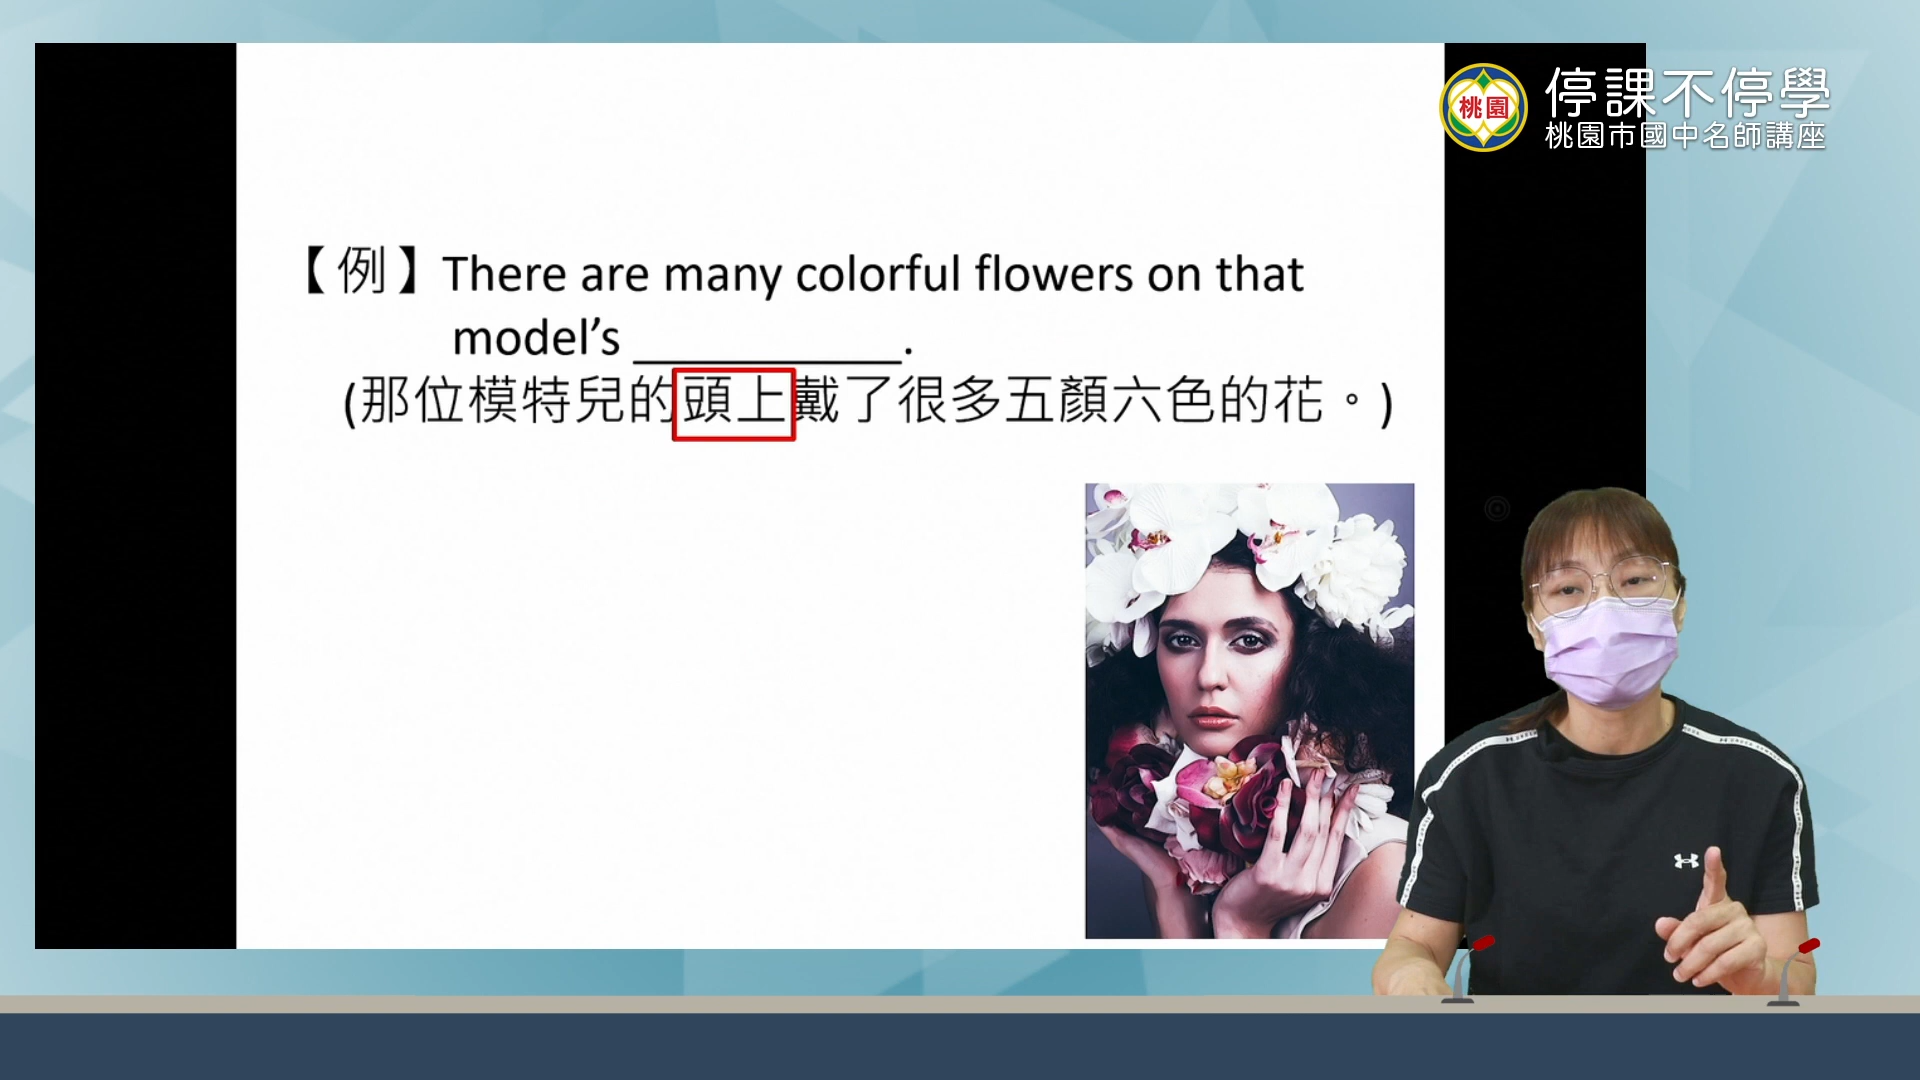 停課不停學
桃園
桃園市國中名師講座
【例】There are many colorful flowers on that
model’s __________.
(那位模特兒的頭上戴了很多五顏六色的花。)